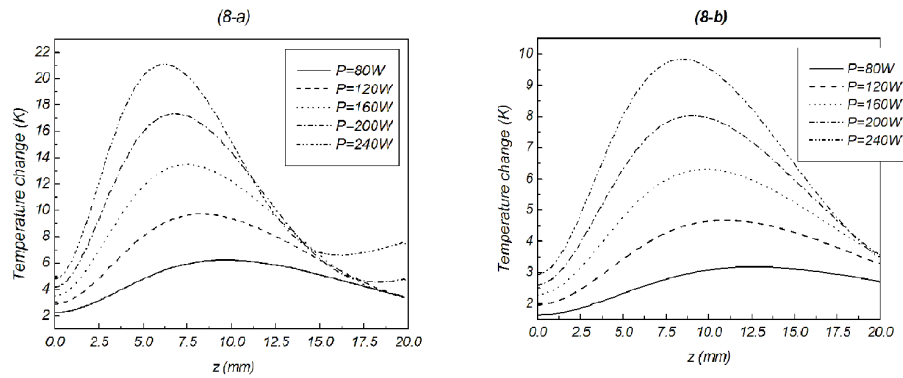 (8-a)
Temperature change (K)
22
20
18
16
14
12
10
8
6
4
2
P=80W
P=120W
P=160W
P=200W
P=240W
0.0 2.5 5.0 7.5 10.0 12.5 15.0 17.5 20.0
z (mm)
(8-b)
Temperature change (K)
10
9
8
7
6
5
4
3
2
P=80W
P=120W
P=160W
P=200W
P=240W
0.0 2.5 5.0 7.5 10.0 12.5 15.0 17.5 20.0
z (mm)